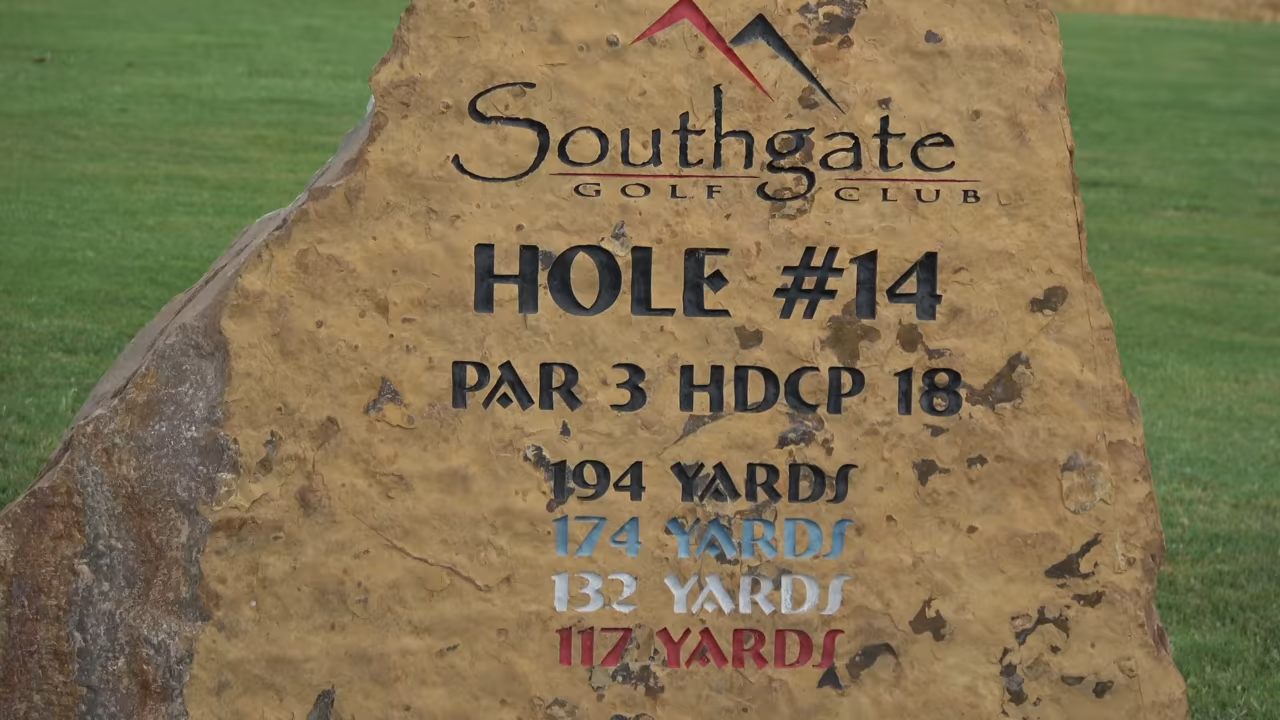 Southgate
GOLF CLUB
HOLE #14
PAR 3 HDCP 18
194 YARDS
174 YARDS
132 YARDS
117 YARDS